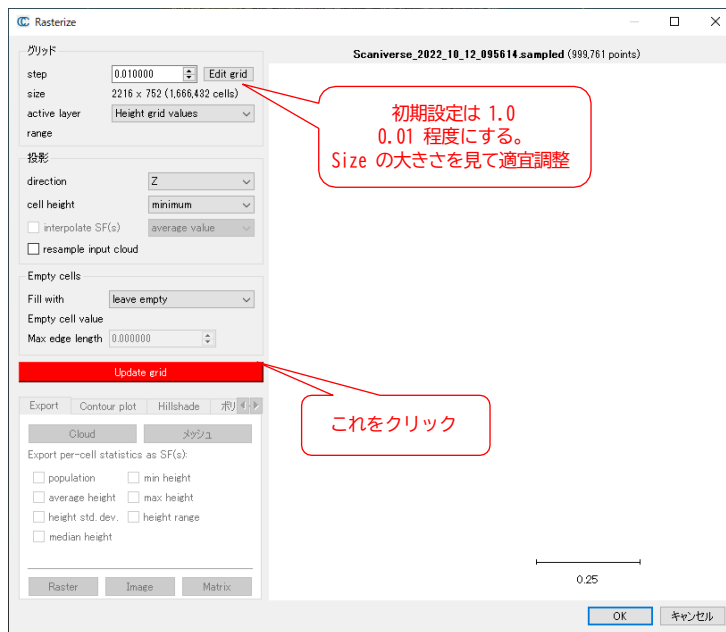 Rasterize
グリッド
step 0.010000 Edit grid
size 2216 x 752 (1,666,432 cells)
active layer Height grid values
range
投影
direction Z
cell height minimum
interpolate SF(s) average value
resample input cloud
Empty cells
Fill with leave empty
Empty cell value
Max edge length 0.000000
Update grid
Export Contour plot Hillshade ポリ
Cloud メッシュ
Export per-cell statistics as SF(s):
population min height
average height max height
height std. dev. height range
median height
Raster Image Matrix
Scaniverse_2022_10_12_095614.sampled (999,761 points)
初期設定は 1.0
0.01 程度にする。
Size の大きさを見て適宜調整
これをクリック
0.25
OK キャンセル